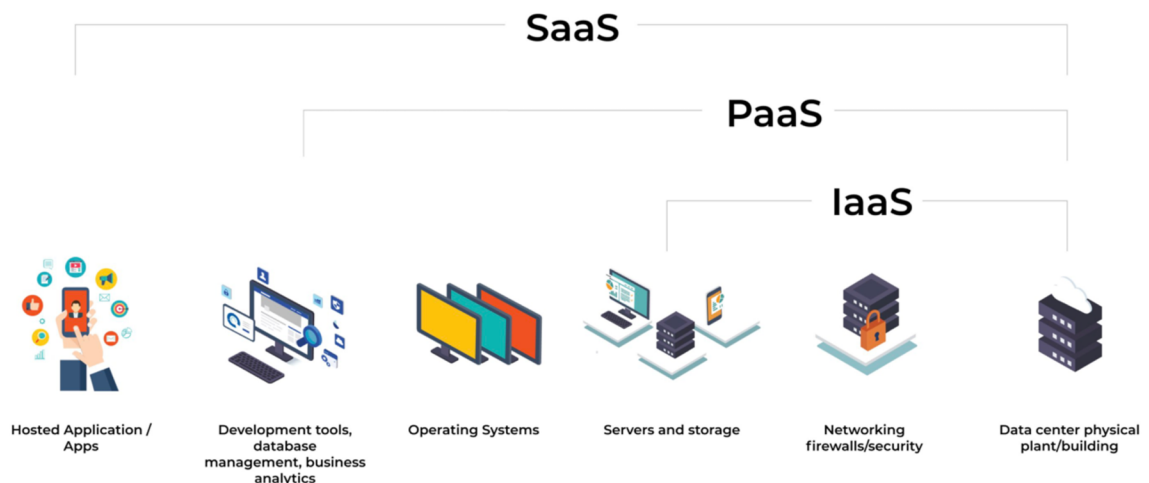 SaaS
PaaS
IaaS
Hosted Application /
Apps
Development tools,
database
management, business
analytics
Operating Systems
Servers and storage
Networking
firewalls/security
Data center physical
plant/building